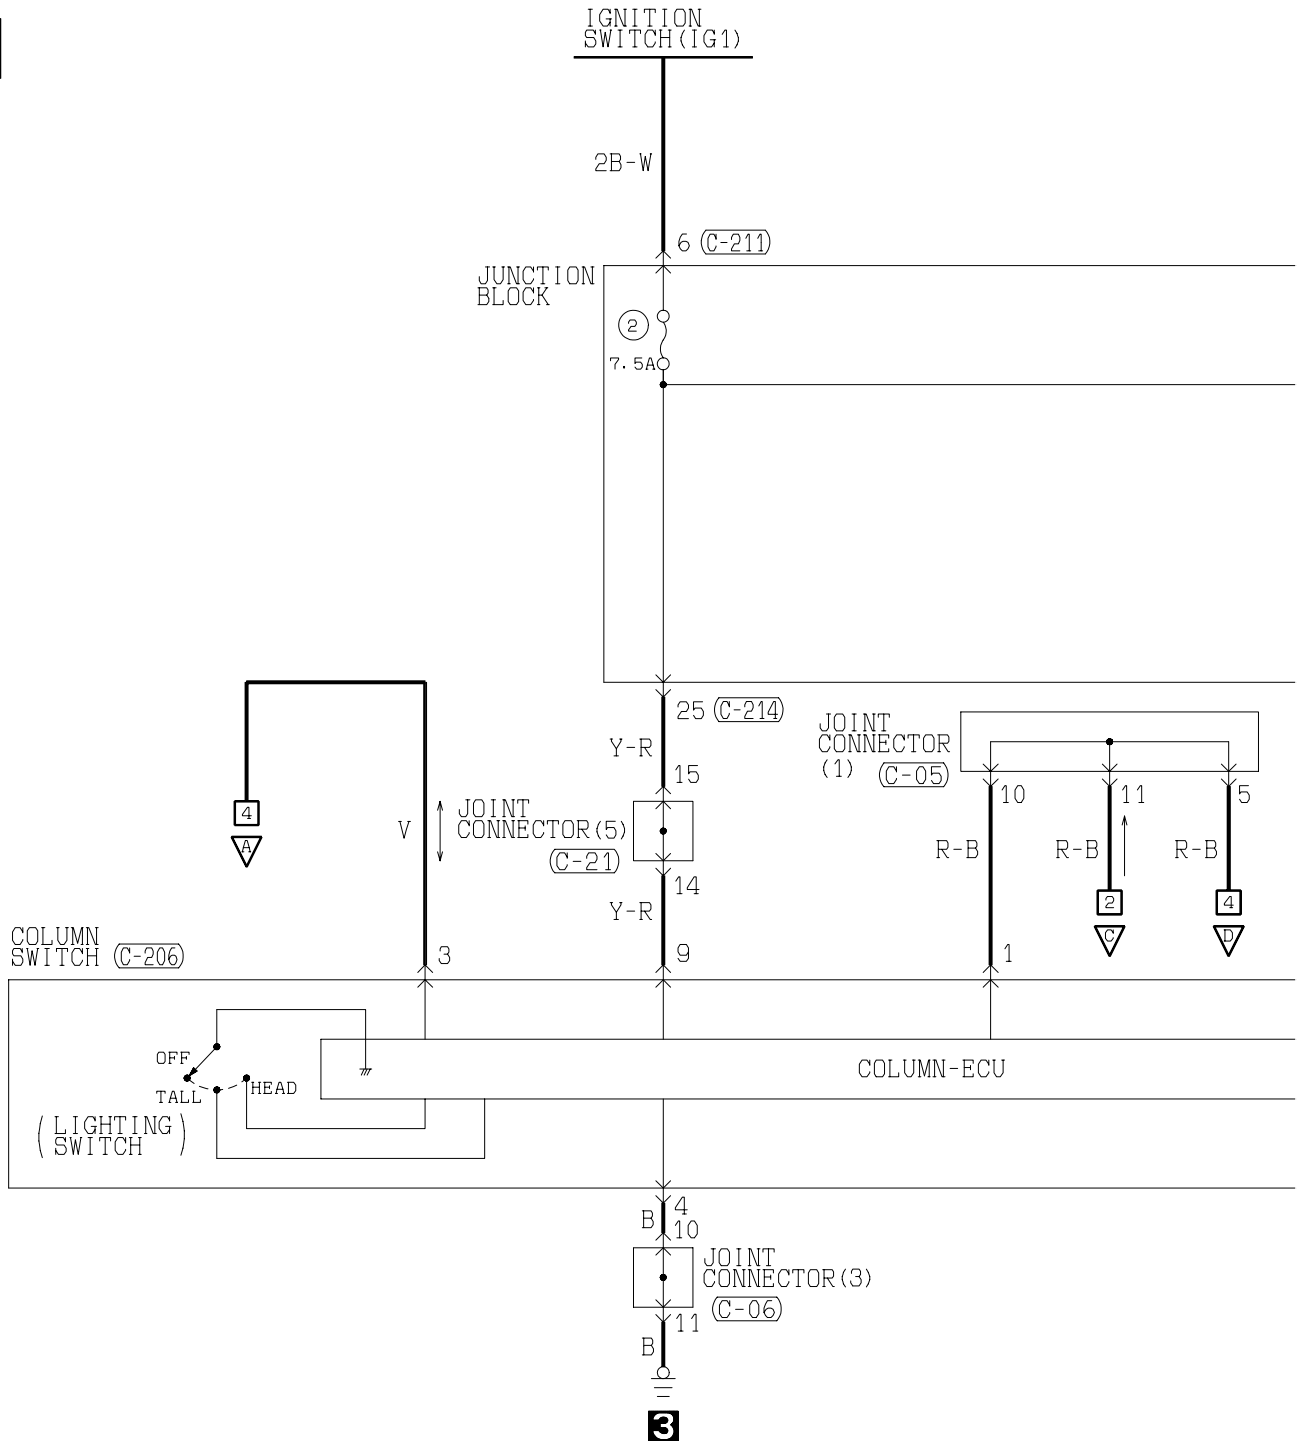 IGNITION
SWITCH(IG1)
2B-W
6 C-211
JUNCTION
BLOCK
2
7.5A
25 C-214
Y-R
15
JOINT
CONNECTOR(5)
C-21
14
Y-R
9
JOINT
CONNECTOR
(1) C-05
10
11
5
R-B
R-B
R-B
2
4
C
D
1
4
A
V
3
COLUMN
SWITCH C-206
OFF
TALL
HEAD
(LIGHTING
SWITCH)
COLUMN-ECU
4
B
10
JOINT
CONNECTOR(3)
C-06
11
B
3